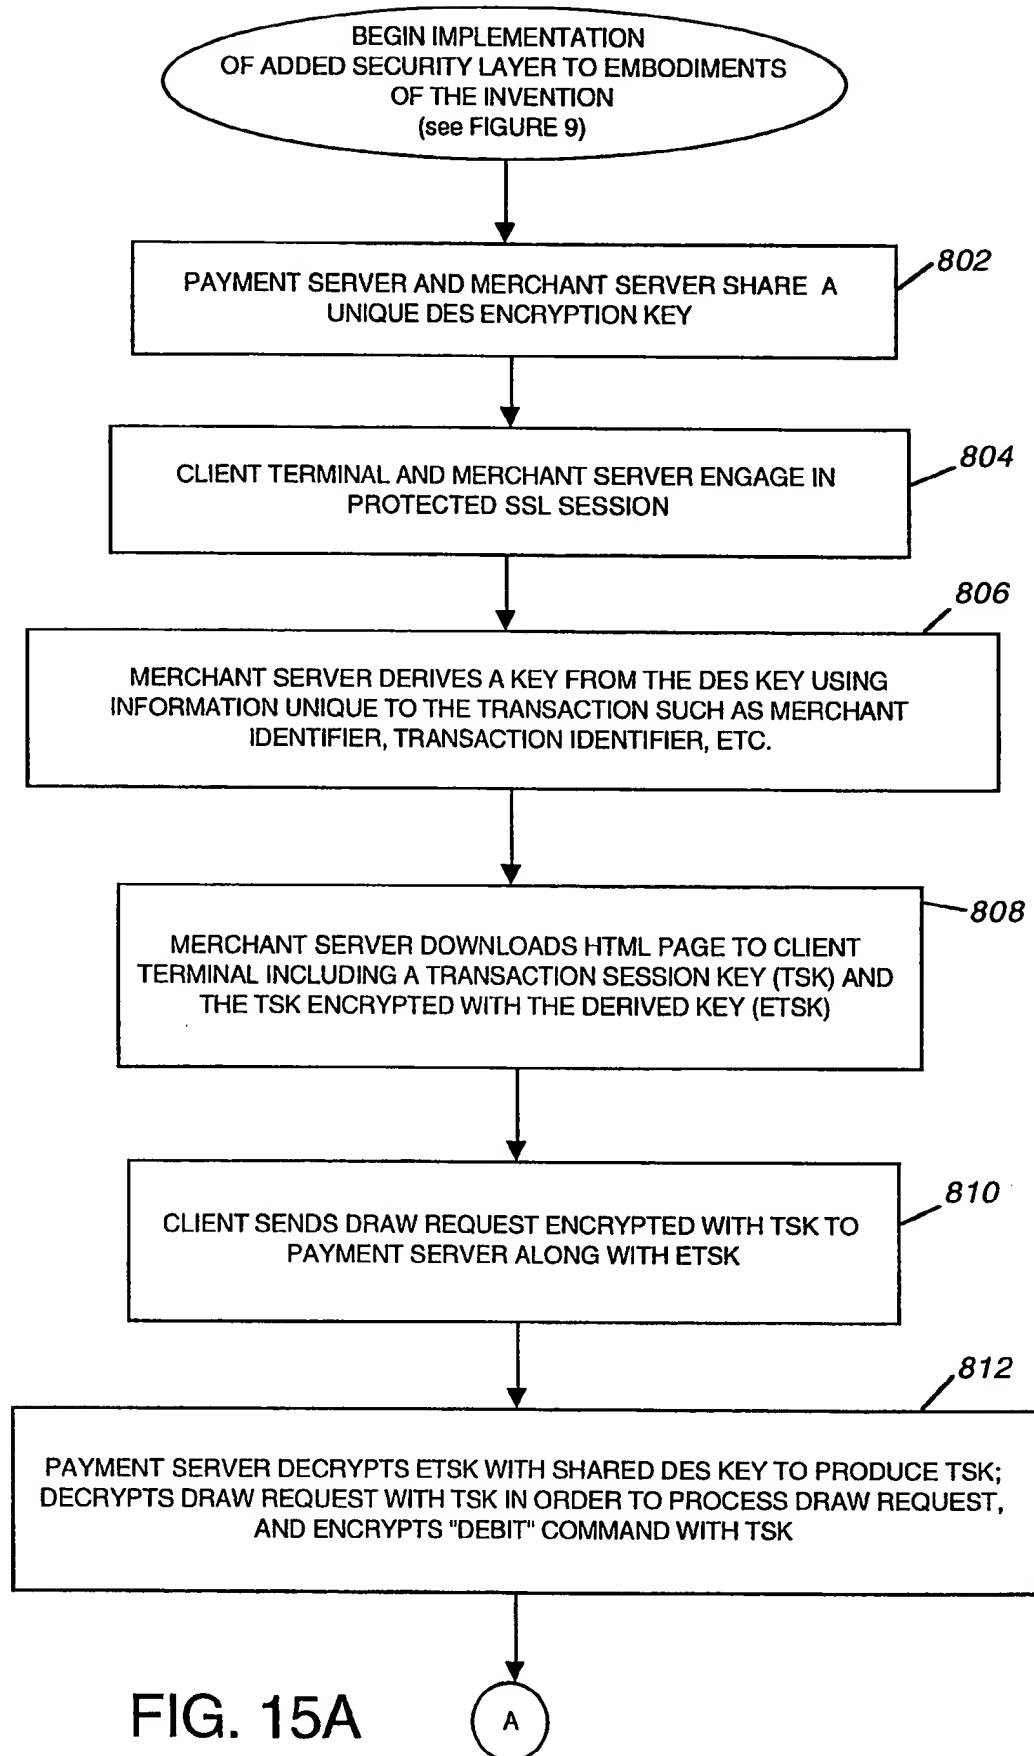 BEGIN IMPLEMENTATION
OF ADDED SECURITY LAYER TO EMBODIMENTS
OF THE INVENTION
(see FIGURE 9)
802
PAYMENT SERVER AND MERCHANT SERVER SHARE A
UNIQUE DES ENCRYPTION KEY
804
CLIENT TERMINAL AND MERCHANT SERVER ENGAGE IN
PROTECTED SSL SESSION
806
MERCHANT SERVER DERIVES A KEY FROM THE DES KEY USING
INFORMATION UNIQUE TO THE TRANSACTION SUCH AS MERCHANT
IDENTIFIER, TRANSACTION IDENTIFIER, ETC.
808
MERCHANT SERVER DOWNLOADS HTML PAGE TO CLIENT
TERMINAL INCLUDING A TRANSACTION SESSION KEY (TSK) AND
THE TSK ENCRYPTED WITH THE DERIVED KEY (ETSK)
810
CLIENT SENDS DRAW REQUEST ENCRYPTED WITH TSK TO
PAYMENT SERVER ALONG WITH ETSK
812
PAYMENT SERVER DECRYPTS ETSK WITH SHARED DES KEY TO PRODUCE TSK;
DECRYPTS DRAW REQUEST WITH TSK IN ORDER TO PROCESS DRAW REQUEST,
AND ENCRYPTS "DEBIT" COMMAND WITH TSK
A
FIG. 15A